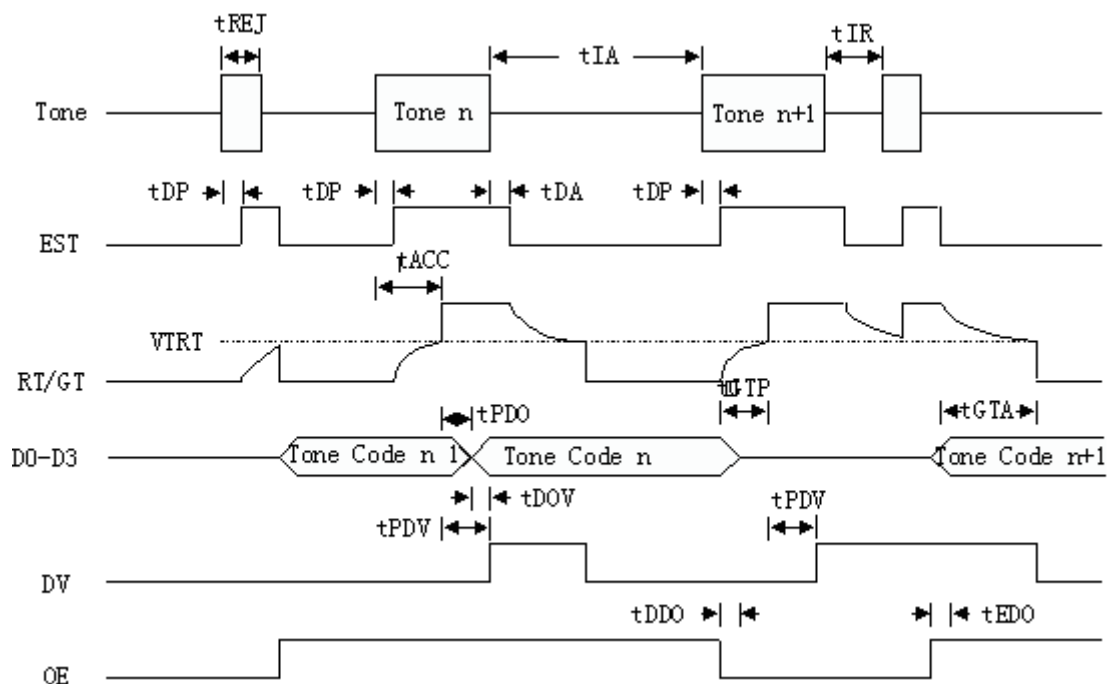 tREJ
tIA
tIR
Tone
Tone n
Tone n+1
tDP
tDP
tDA
tDP
EST
tACC
VTRT
RT/GT
tGTP
tPDO
tGTA
D0-D3
Tone Code n 1
Tone Code n
Tone Code n+1
tDOV
tPDV
tPDV
DV
tDDO
tEDO
OE